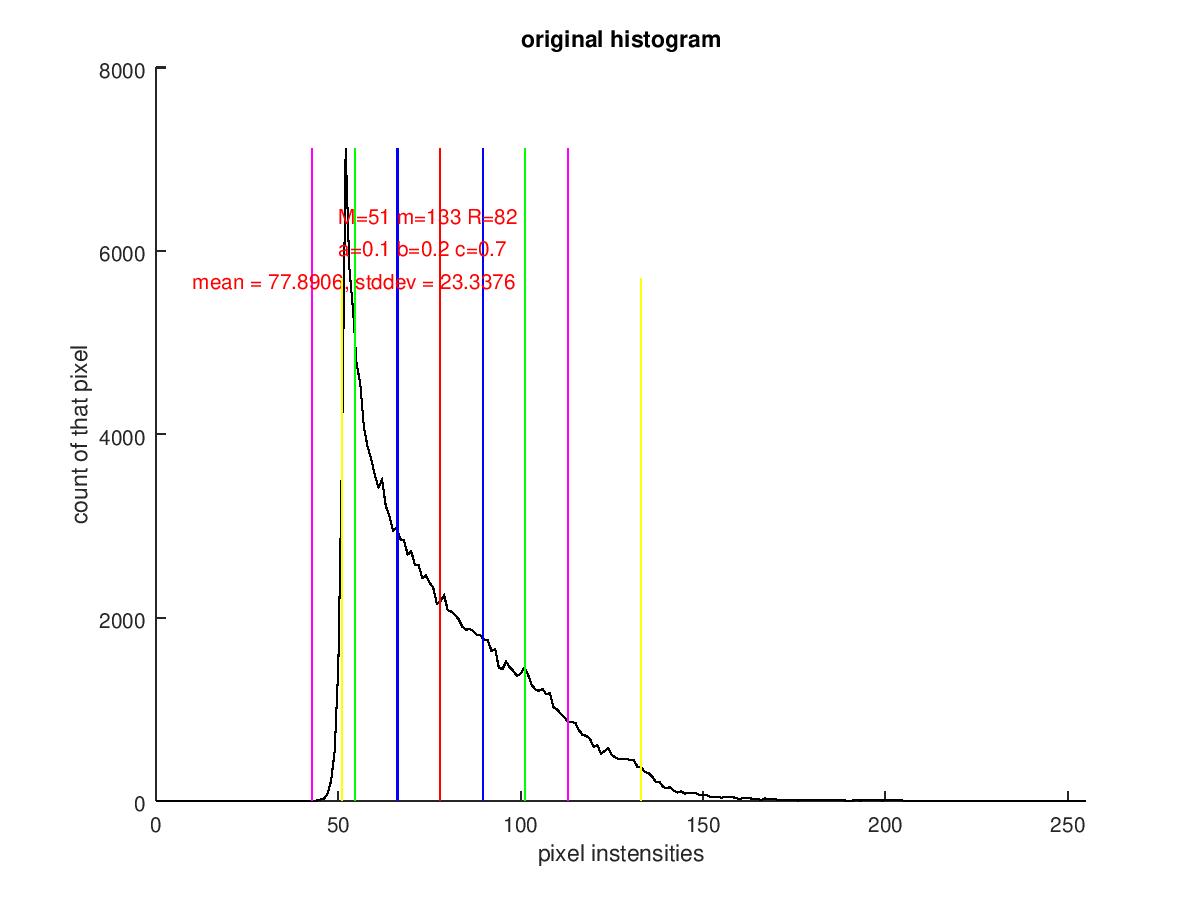 original histogram
8000
6000
4000
2000
0
M=51 m=133 R=82
a=0.1 b=0.2 c=0.7
mean = 77.8906, stddev = 23.3376
count of that pixel
0 50 100 150 200 250
pixel instensities